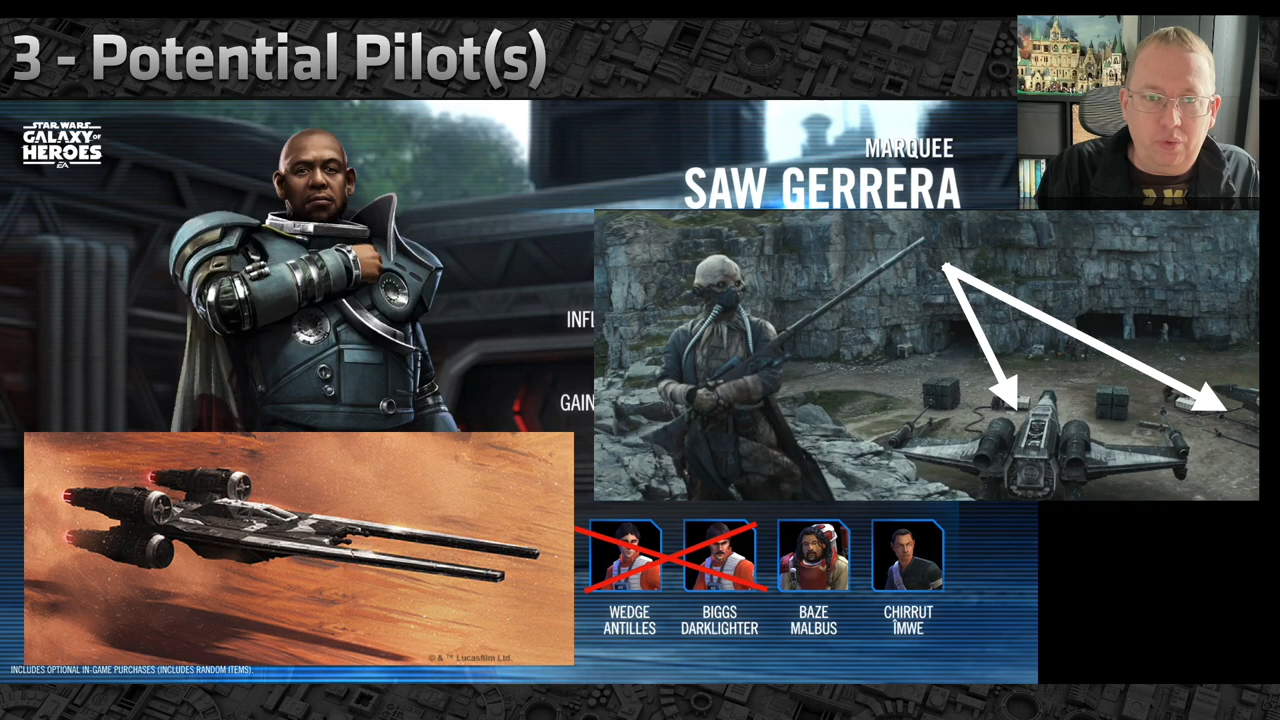 3 - Potential Pilot(s)
STAR WARS
GALAXY OF
HEROES
EA
MARQUEE
SAW GERRERA
INFL
GAIN
WEDGE
ANTILLES
BIGGS
DARKLIGHTER
BAZE
MALBUS
CHIRRUT
ÎMWE
© & ™ Lucasfilm Ltd.
INCLUDES OPTIONAL IN-GAME PURCHASES (INCLUDES RANDOM ITEMS).